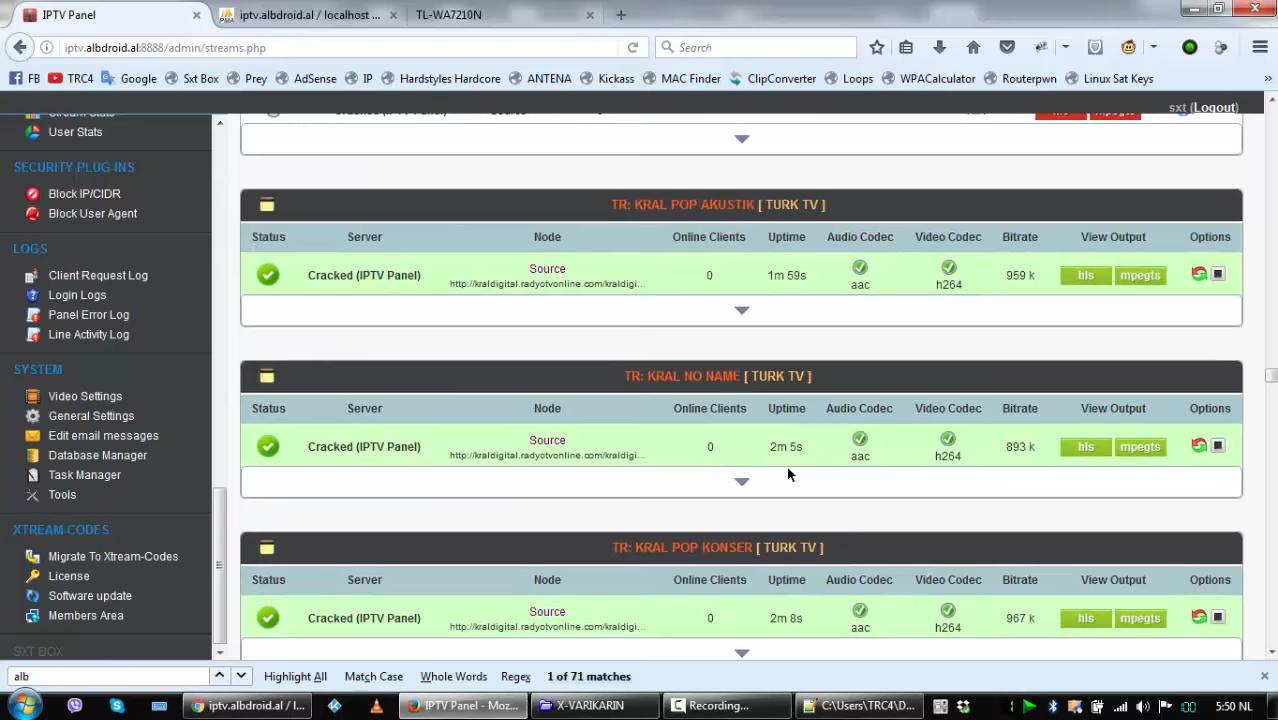 IPTV Panel
iptv.albdroid.al / localhost ...
TL-WA7210N
iptv.albdroid.al:8888/admin/streams.php
Search
FB
TRC4
Google
Sxt Box
Prey
AdSense
IP
Hardstyles Hardcore
ANTENA
Kickass
MAC Finder
ClipConverter
Loops
WPACalculator
Routerpwn
Linux Sat Keys
»
sxt (Logout)
User Stats
SECURITY PLUG-INS
Block IP/CIDR
Block User Agent
LOGS
Client Request Log
Login Logs
Panel Error Log
Line Activity Log
SYSTEM
Video Settings
General Settings
Edit email messages
Database Manager
Task Manager
Tools
XTREAM-CODES
Migrate To Xtream-Codes
License
Software update
Members Area
SXT BOX
TR: KRAL POP AKUSTIK [ TURK TV ]
Status Server Node Online Clients Uptime Audio Codec Video Codec Bitrate View Output Options
Cracked (IPTV Panel) Source 0 1m 59s aac h264 959 k hls mpegts
http://kraldigital.radyotvonline.com/kraldigi...
TR: KRAL NO NAME [ TURK TV ]
Status Server Node Online Clients Uptime Audio Codec Video Codec Bitrate View Output Options
Cracked (IPTV Panel) Source 0 2m 5s aac h264 893 k hls mpegts
http://kraldigital.radyotvonline.com/kraldigi...
TR: KRAL POP KONSER [ TURK TV ]
Status Server Node Online Clients Uptime Audio Codec Video Codec Bitrate View Output Options
Cracked (IPTV Panel) Source 0 2m 8s aac h264 967 k hls mpegts
http://kraldigital.radyotvonline.com/kraldigi...
alb
Highlight All Match Case Whole Words Regex 1 of 71 matches
iptv.albdroid.al / l...
IPTV Panel - Moz...
X-VARIKARIN
Recording...
C:\Users\TRC4\D...
5:50 NL